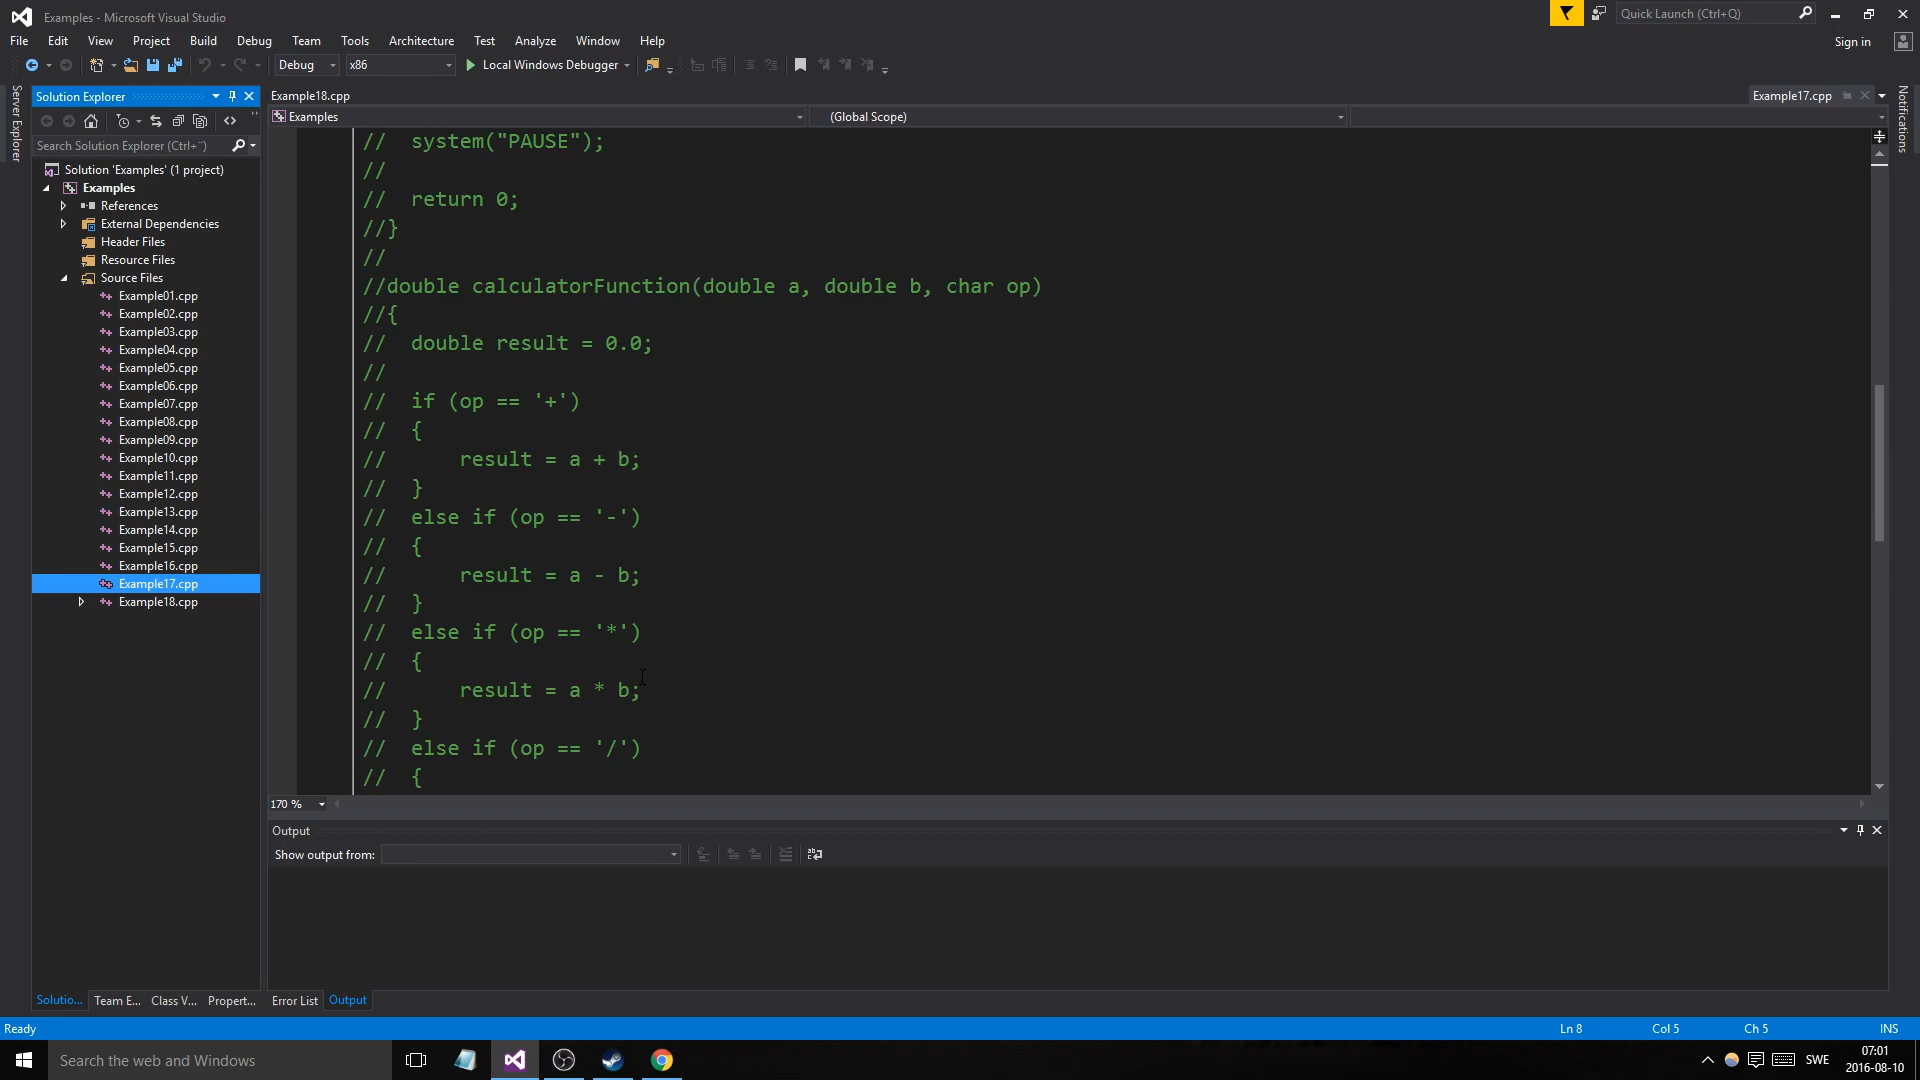 Examples - Microsoft Visual Studio
Quick Launch (Ctrl+Q)
File Edit View Project Build Debug Team Tools Architecture Test Analyze Window Help
Sign in
Debug x86 Local Windows Debugger
Server Explorer
Solution Explorer
Search Solution Explorer (Ctrl+¨)
Solution 'Examples' (1 project)
Examples
References
External Dependencies
Header Files
Resource Files
Source Files
Example01.cpp
Example02.cpp
Example03.cpp
Example04.cpp
Example05.cpp
Example06.cpp
Example07.cpp
Example08.cpp
Example09.cpp
Example10.cpp
Example11.cpp
Example12.cpp
Example13.cpp
Example14.cpp
Example15.cpp
Example16.cpp
Example17.cpp
Example18.cpp
Solutio... Team E... Class V... Propert...
Example18.cpp
Example17.cpp
Examples
(Global Scope)
//  system("PAUSE");
//
//  return 0;
//}
//
//double calculatorFunction(double a, double b, char op)
//{
//  double result = 0.0;
//
//  if (op == '+')
//  {
//      result = a + b;
//  }
//  else if (op == '-')
//  {
//      result = a - b;
//  }
//  else if (op == '*')
//  {
//      result = a * b;
//  }
//  else if (op == '/')
//  {
170 %
Output
Show output from:
Error List Output
Notifications
Ready
Ln 8 Col 5 Ch 5 INS
Search the web and Windows
SWE
07:01
2016-08-10